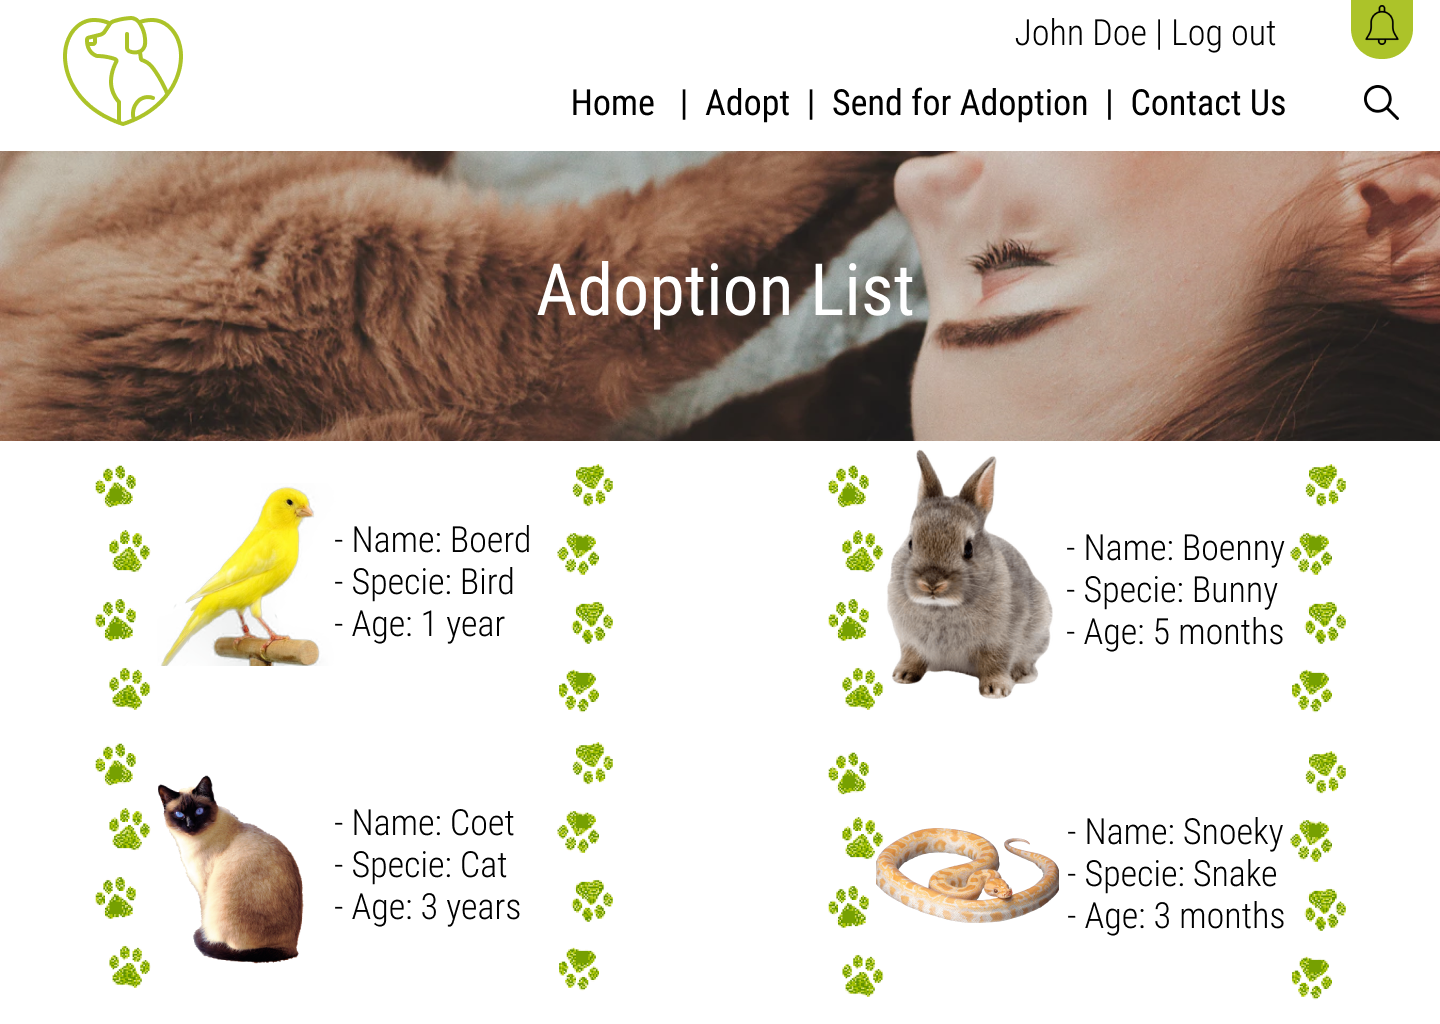 John Doe | Log out
Home | Adopt | Send for Adoption | Contact Us
Adoption List
- Name: Boerd
- Specie: Bird
- Age: 1 year
- Name: Boenny
- Specie: Bunny
- Age: 5 months
- Name: Coet
- Specie: Cat
- Age: 3 years
- Name: Snoeky
- Specie: Snake
- Age: 3 months